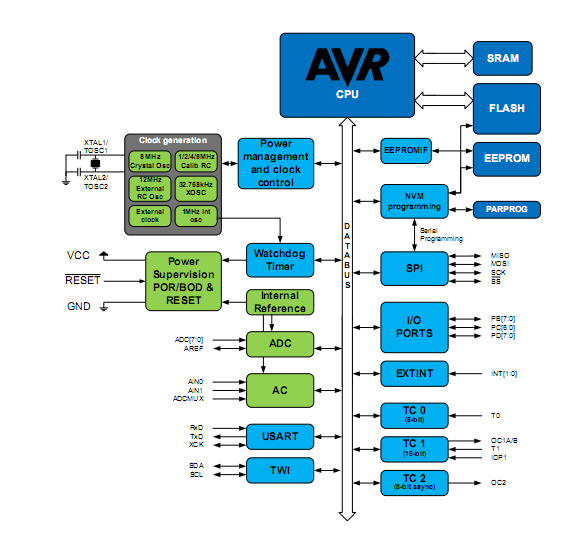 AVR
CPU
SRAM
FLASH
EEPROM
PARPROG
EEPROMIF
NVM
programming
Serial
Programming
SPI
MISO
MOSI
SCK
SS
I/O
PORTS
PB[7:0]
PC[6:0]
PD[7:0]
EXTINT
INT[1:0]
TC 0
(8-bit)
T0
TC 1
(16-bit)
OC1A/B
T1
ICP1
TC 2
(8-bit async)
OC2
DATABUS
XTAL1/
TOSC1
XTAL2/
TOSC2
Clock generation
8MHz
Crystal Osc
1/2/4/8MHz
Calib RC
12MHz
External
RC Osc
32.768kHz
XOSC
External
clock
1MHz int
osc
Power
management
and clock
control
VCC
RESET
GND
Power
Supervision
POR/BOD &
RESET
Watchdog
Timer
Internal
Reference
ADC[7:0]
AREF
ADC
AIN0
AIN1
ADCMUX
AC
RxD
TxD
XCK
USART
SDA
SCL
TWI